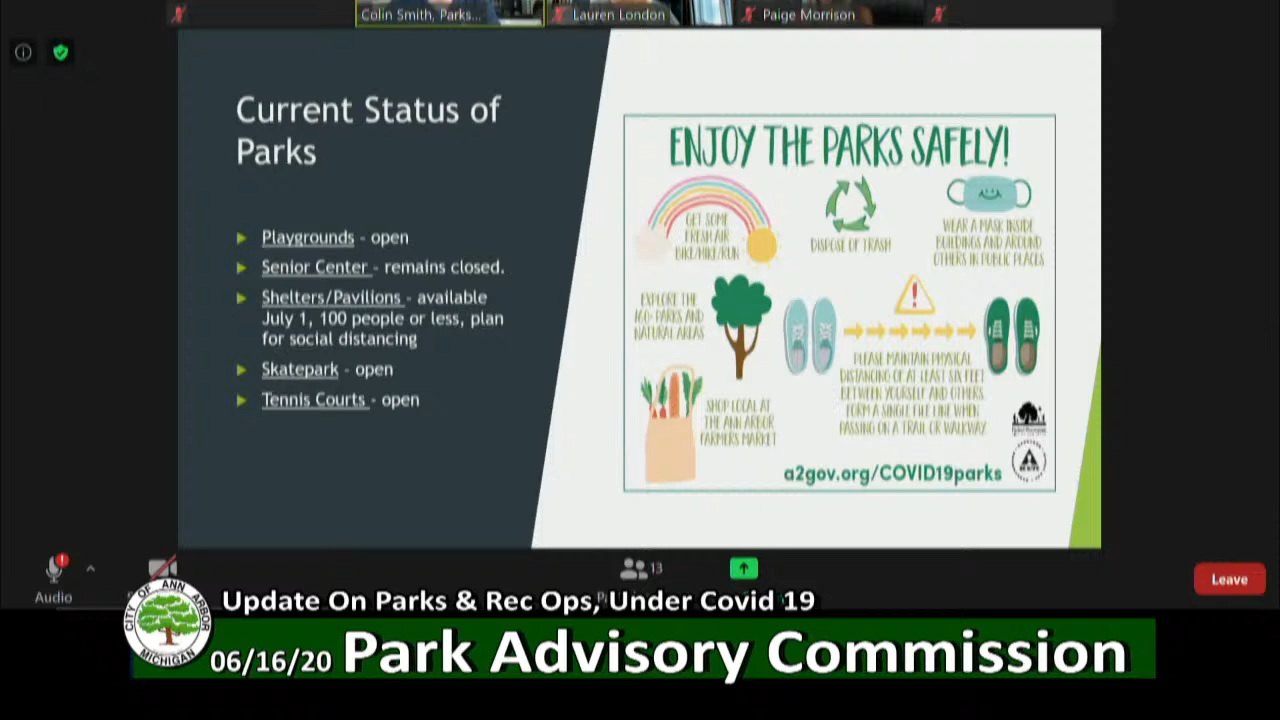 Colin Smith, Parks...
Lauren London
Paige Morrison
Current Status of
Parks
Playgrounds - open
Senior Center - remains closed.
Shelters/Pavilions - available
July 1, 100 people or less, plan
for social distancing
Skatepark - open
Tennis Courts - open
ENJOY THE PARKS SAFELY!
GET SOME
FRESH AIR
BIKE/HIKE/RUN
DISPOSE OF TRASH
WEAR A MASK INSIDE
BUILDINGS AND AROUND
OTHERS IN PUBLIC PLACES
EXPLORE THE
160+ PARKS AND
NATURAL AREAS
PLEASE MAINTAIN PHYSICAL
DISTANCING OF AT LEAST SIX FEET
BETWEEN YOURSELF AND OTHERS.
FORM A SINGLE FILE LINE WHEN
PASSING ON A TRAIL OR WALKWAY.
SHOP LOCAL AT
THE ANN ARBOR
FARMERS MARKET
a2gov.org/COVID19parks
13
Audio
Leave
CITY OF ANN ARBOR
MICHIGAN
Update On Parks & Rec Ops, Under Covid 19
06/16/20 Park Advisory Commission